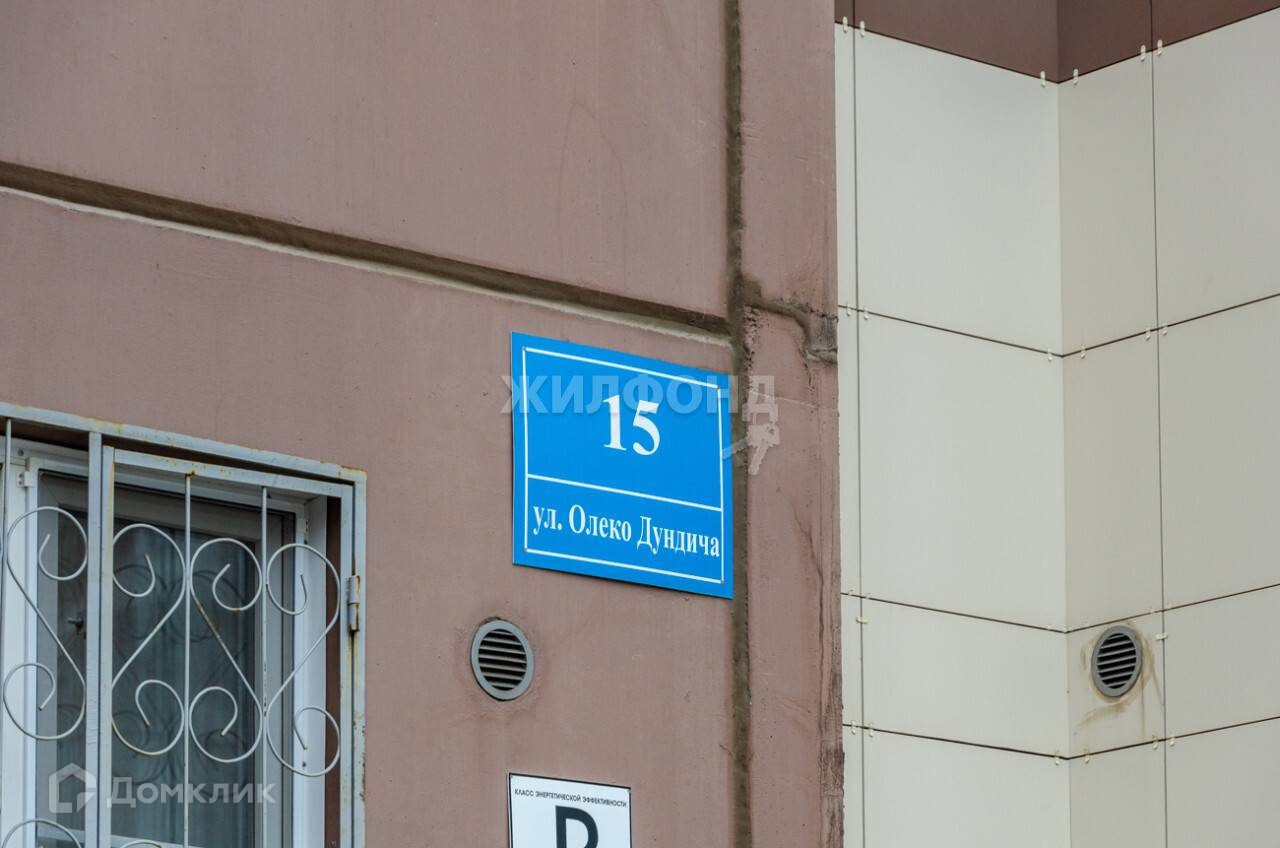 ЖИЛФОНД
15
ул. Олеко Дундича
Домклик
КЛАСС ЭНЕРГЕТИЧЕСКОЙ ЭФФЕКТИВНОСТИ